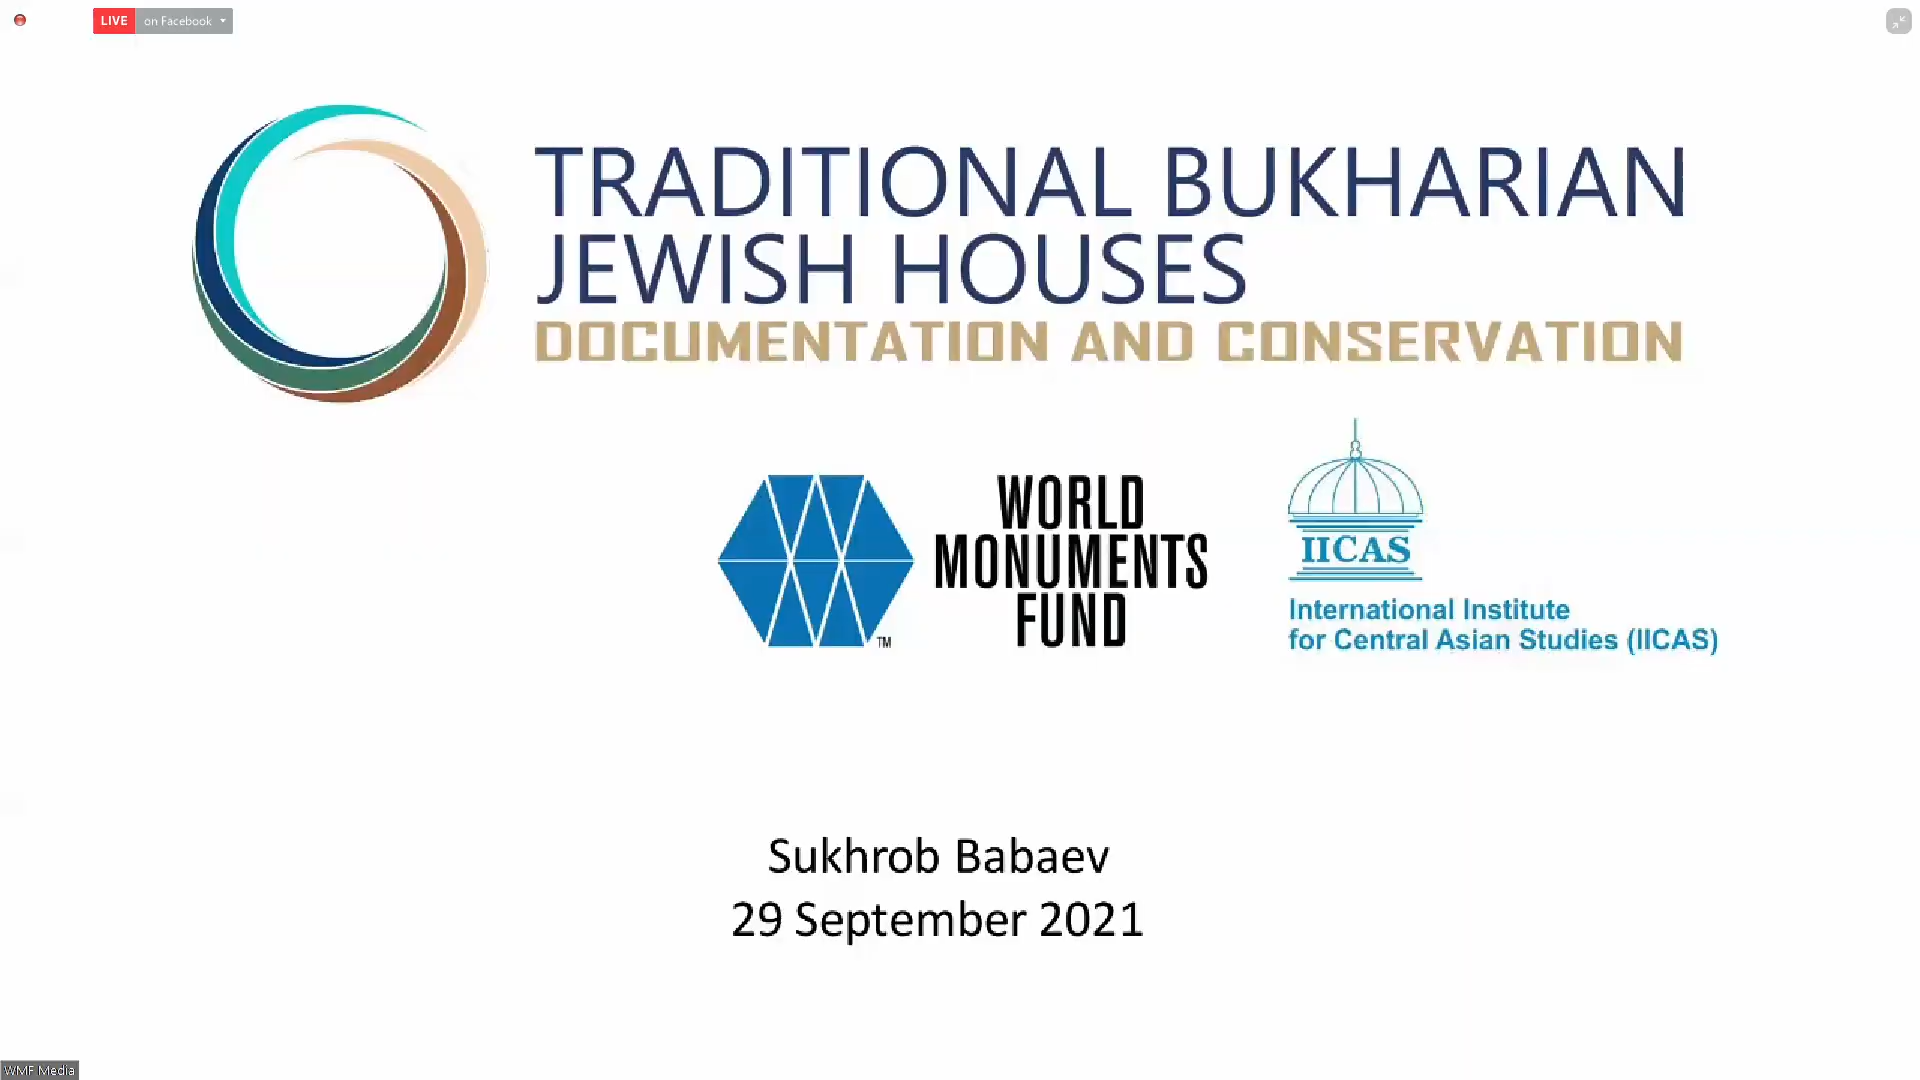 LIVE on Facebook
TRADITIONAL BUKHARIAN
JEWISH HOUSES
DOCUMENTATION AND CONSERVATION
WORLD
MONUMENTS
FUND
TM
IICAS
International Institute
for Central Asian Studies (IICAS)
Sukhrob Babaev
29 September 2021
WMF Media